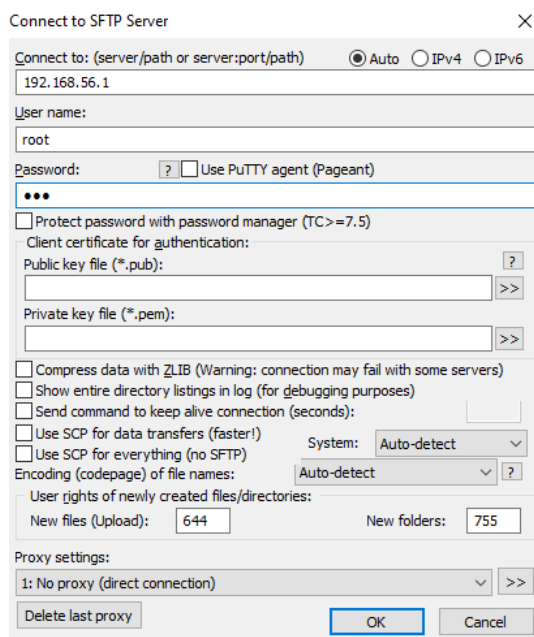 Connect to SFTP Server
Connect to: (server/path or server:port/path) Auto IPv4 IPv6
192.168.56.1
User name:
root
Password: ? Use PuTTY agent (Pageant)
●●●
Protect password with password manager (TC>=7.5)
Client certificate for authentication:
Public key file (*.pub): ?
>>
Private key file (*.pem):
>>
Compress data with ZLIB (Warning: connection may fail with some servers)
Show entire directory listings in log (for debugging purposes)
Send command to keep alive connection (seconds):
Use SCP for data transfers (faster!)
System: Auto-detect
Use SCP for everything (no SFTP)
Encoding (codepage) of file names: Auto-detect ?
User rights of newly created files/directories:
New files (Upload): 644 New folders: 755
Proxy settings:
1: No proxy (direct connection) >>
Delete last proxy OK Cancel